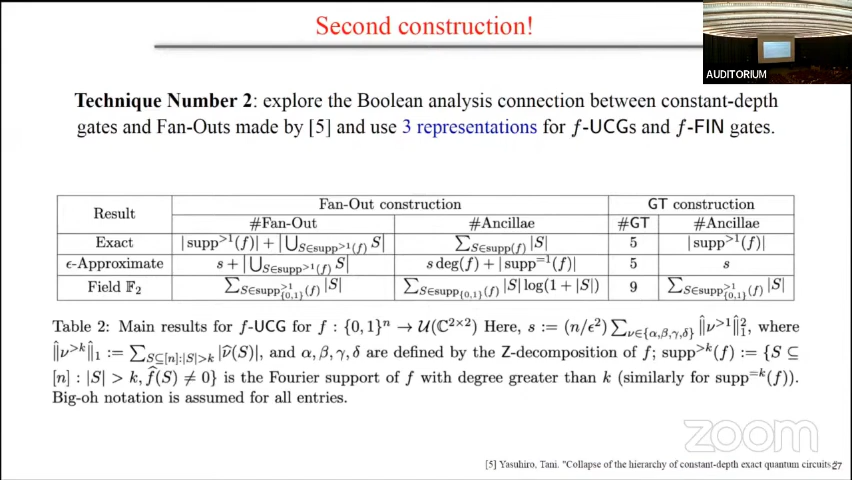 Second construction!
AUDITORIUM
Technique Number 2: explore the Boolean analysis connection between constant-depth
gates and Fan-Outs made by [5] and use 3 representations for f-UCGs and f-FIN gates.
Result Fan-Out construction GT construction
#Fan-Out #Ancillae #GT #Ancillae
Exact |supp^{>1}(f)| + |⋃_{S∈supp^{>1}(f)} S| ∑_{S∈supp(f)} |S| 5 |supp^{>1}(f)|
ϵ-Approximate s + |⋃_{S∈supp^{>1}(f)} S| s deg(f) + |supp^{=1}(f)| 5 s
Field 𝔽₂ ∑_{S∈supp^{>1}_{{0,1}}(f)} |S| ∑_{S∈supp_{{0,1}}(f)} |S| log(1 + |S|) 9 ∑_{S∈supp^{>1}_{{0,1}}(f)} |S|
Table 2: Main results for f-UCG for f : {0,1}ⁿ → 𝒰(ℂ^{2×2}) Here, s := (n/ϵ²) ∑_{ν∈{α,β,γ,δ}} ‖ν̂^{>1}‖₁², where
‖ν̂^{>k}‖₁ := ∑_{S⊆[n]:|S|>k} |ν̂(S)|, and α, β, γ, δ are defined by the Z-decomposition of f; supp^{>k}(f) := {S ⊆
[n] : |S| > k, f̂(S) ≠ 0} is the Fourier support of f with degree greater than k (similarly for supp^{=k}(f)).
Big-oh notation is assumed for all entries.
zoom
[5] Yasuhiro, Tani. "Collapse of the hierarchy of constant-depth exact quantum circuits
27